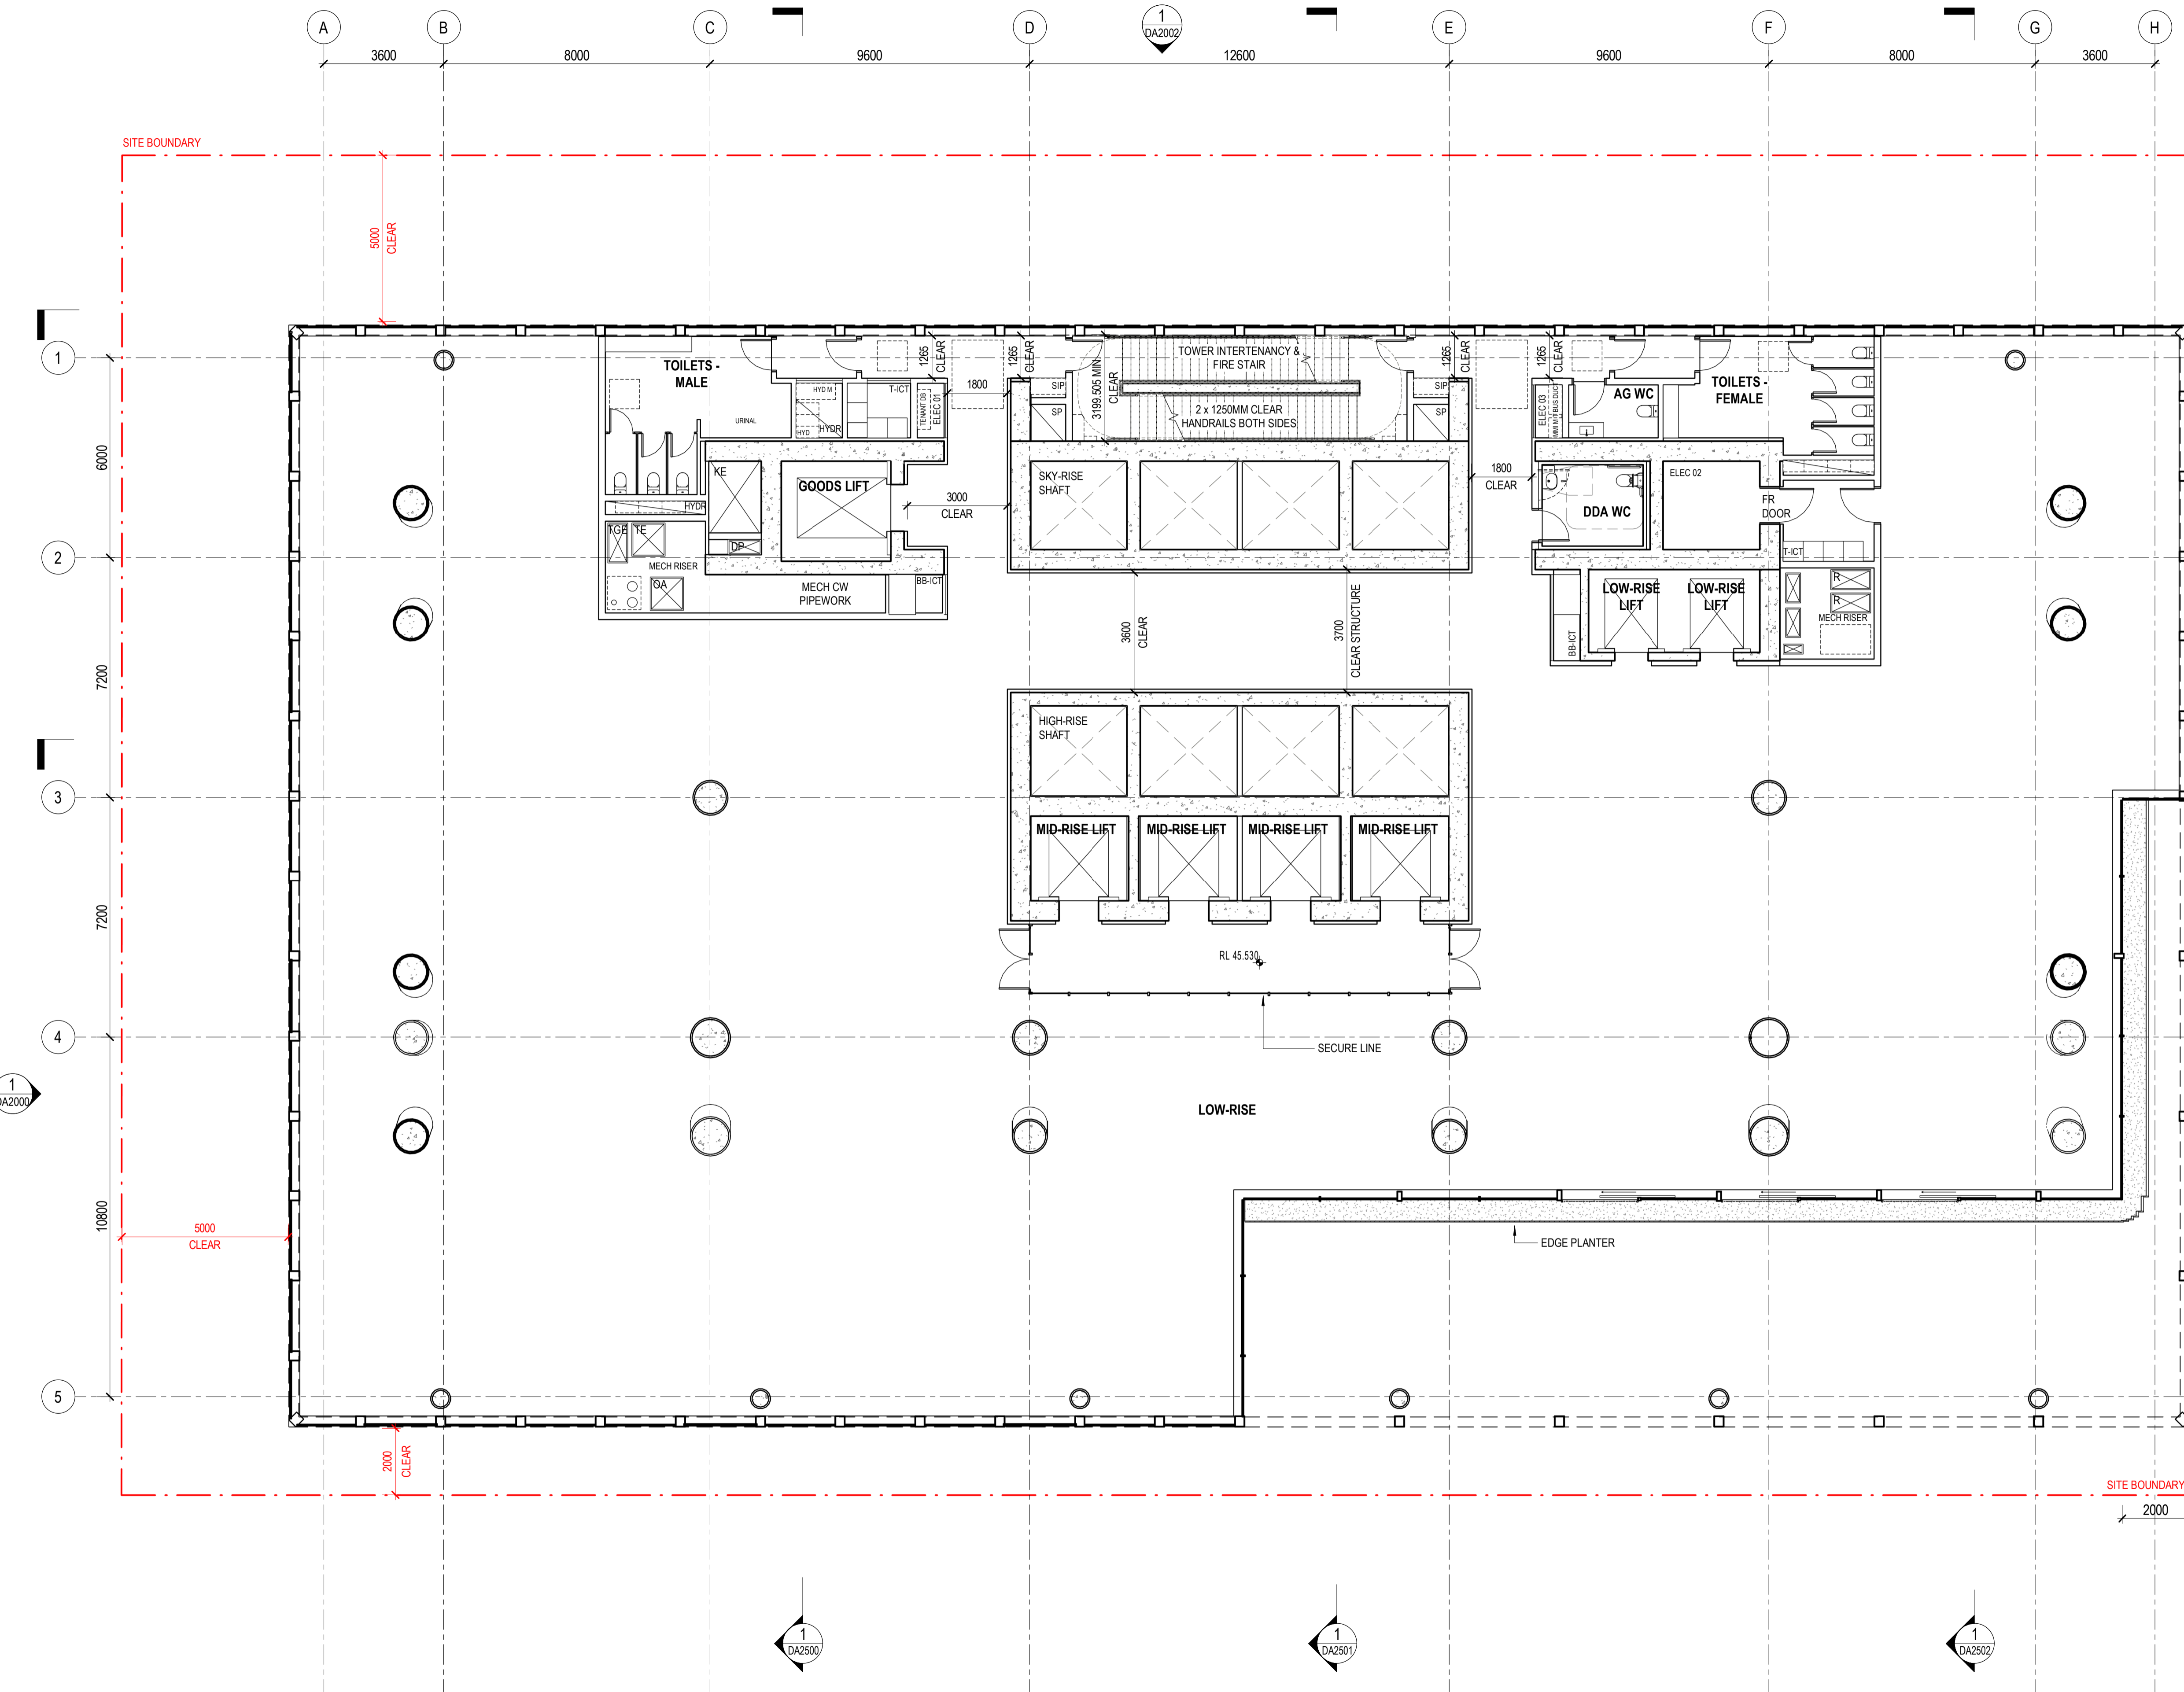 A
B
C
D
1
DA2002
E
F
G
H
3600
8000
9600
12600
9600
8000
3600
SITE BOUNDARY
5000
CLEAR
1
TOILETS -
MALE
1265
CLEAR
1265
CLEAR
3199.505 MIN
CLEAR
TOWER INTERTENANCY &
FIRE STAIR
1265
CLEAR
1265
CLEAR
TOILETS -
FEMALE
AG WC
HYD M
T-ICT
TENANT DB
ELEC 01
1800
SIP
SP
2 x 1250MM CLEAR
HANDRAILS BOTH SIDES
SIP
SP
ELEC 03
URINAL
HYD
HYDR
6000
KE
GOODS LIFT
SKY-RISE
SHAFT
1800
CLEAR
ELEC 02
3000
CLEAR
DDA WC
FR
DOOR
HYDR
TGE
TE
DP
2
MECH RISER
T-ICT
OA
MECH CW
PIPEWORK
BB-ICT
LOW-RISE
LIFT
LOW-RISE
LIFT
R
R
MECH RISER
BB-ICT
3600
CLEAR
3700
CLEAR STRUCTURE
7200
HIGH-RISE
SHAFT
3
MID-RISE LIFT
MID-RISE LIFT
MID-RISE LIFT
MID-RISE LIFT
7200
RL 45.530
4
SECURE LINE
1
DA2000
LOW-RISE
10800
5000
CLEAR
EDGE PLANTER
5
2000
CLEAR
SITE BOUNDARY
2000
1
DA2500
1
DA2501
1
DA2502